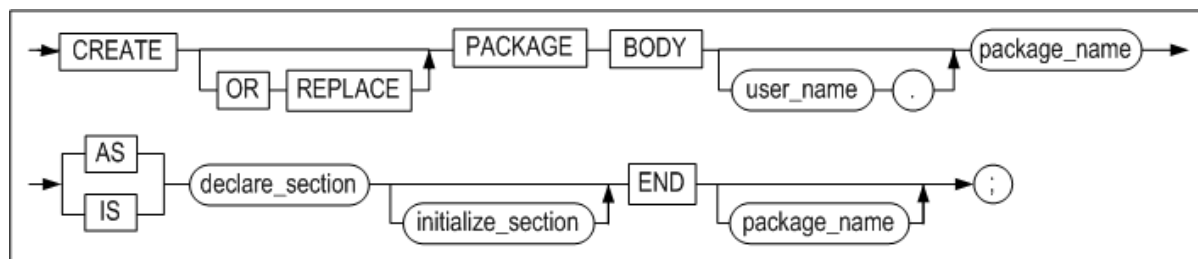 CREATE PACKAGE BODY package_name
OR REPLACE user_name .
AS
declare_section END ;
IS
initialize_section package_name